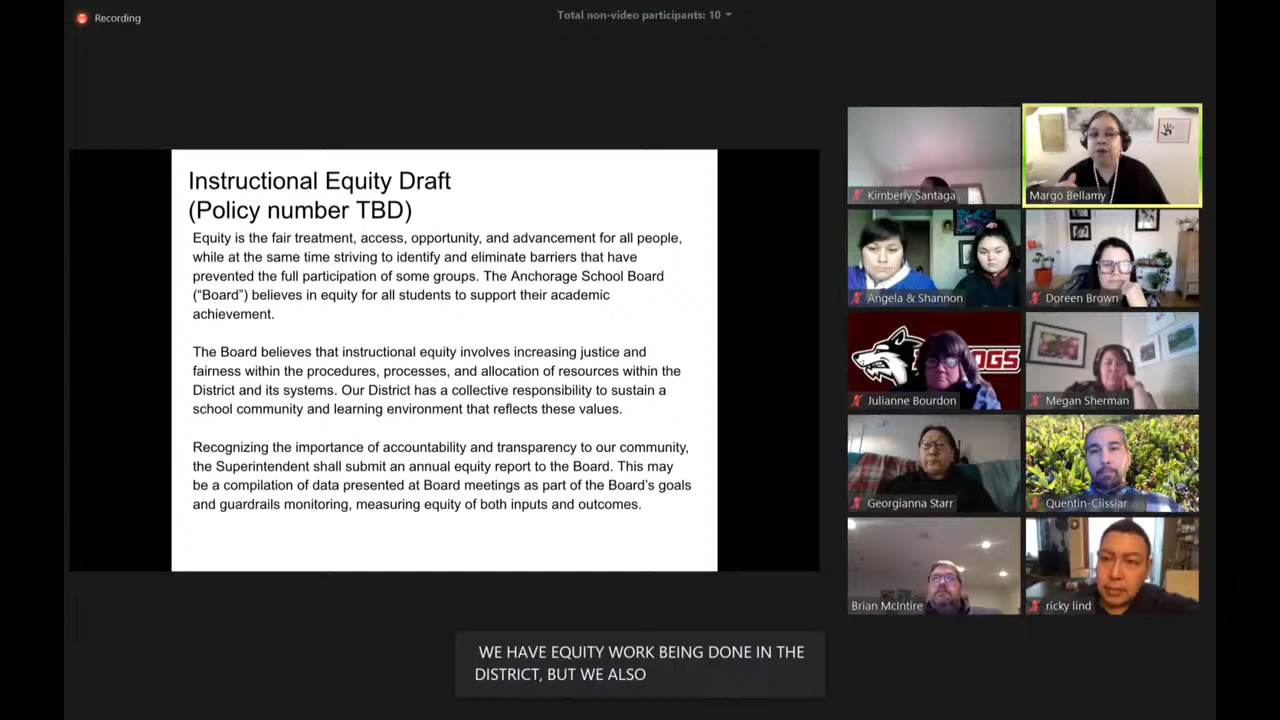 Recording
Total non-video participants: 10
Instructional Equity Draft
(Policy number TBD)
Equity is the fair treatment, access, opportunity, and advancement for all people,
while at the same time striving to identify and eliminate barriers that have
prevented the full participation of some groups. The Anchorage School Board
(“Board”) believes in equity for all students to support their academic
achievement.
The Board believes that instructional equity involves increasing justice and
fairness within the procedures, processes, and allocation of resources within the
District and its systems. Our District has a collective responsibility to sustain a
school community and learning environment that reflects these values.
Recognizing the importance of accountability and transparency to our community,
the Superintendent shall submit an annual equity report to the Board. This may
be a compilation of data presented at Board meetings as part of the Board’s goals
and guardrails monitoring, measuring equity of both inputs and outcomes.
Kimberly Santaga...
Margo Bellamy
Angela & Shannon
Doreen Brown
OGS
Julianne Bourdon
Megan Sherman
Georgianna Starr
Quentin-Ciissiar ...
Brian McIntire
ricky lind
WE HAVE EQUITY WORK BEING DONE IN THE
DISTRICT, BUT WE ALSO